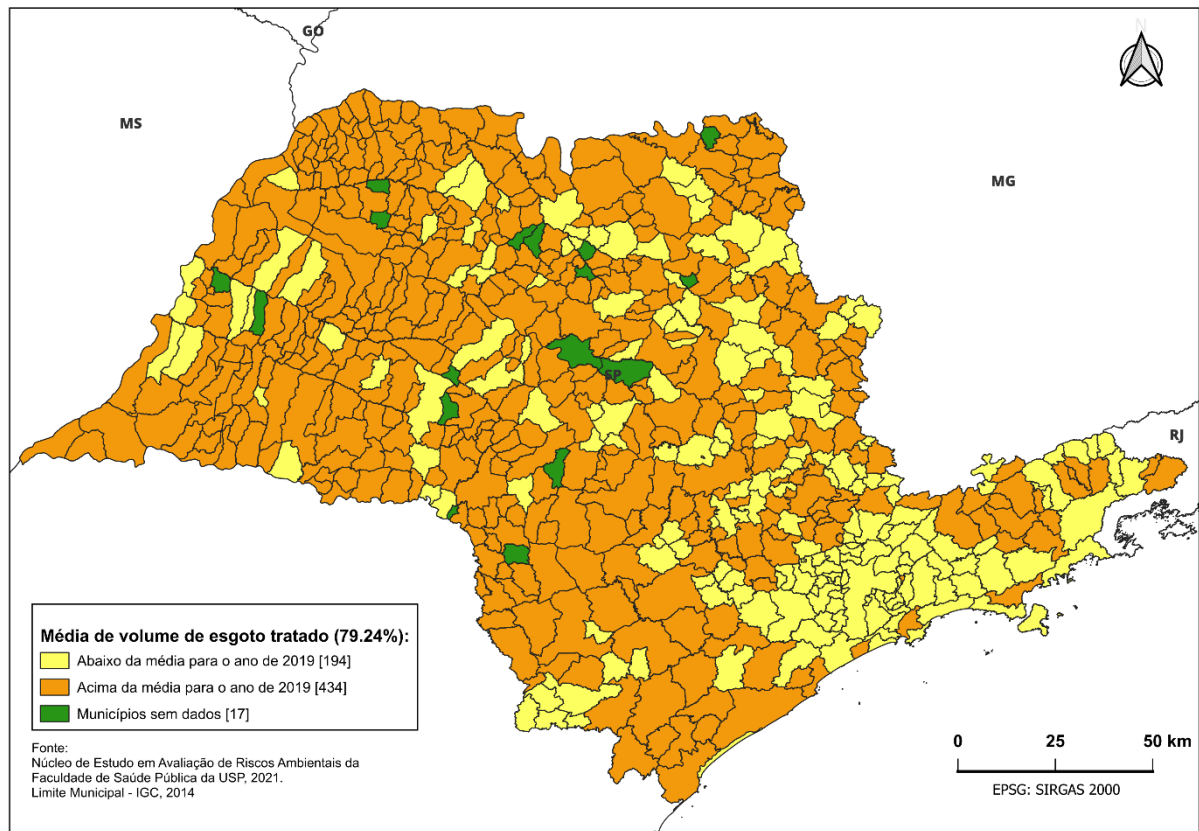 GO
N
MS
MG
SP
RJ
Média de volume de esgoto tratado (79.24%):
Abaixo da média para o ano de 2019 [194]
Acima da média para o ano de 2019 [434]
Municípios sem dados [17]
Fonte:
Núcleo de Estudo em Avaliação de Riscos Ambientais da
Faculdade de Saúde Pública da USP, 2021.
Limite Municipal - IGC, 2014
0 25 50 km
EPSG: SIRGAS 2000